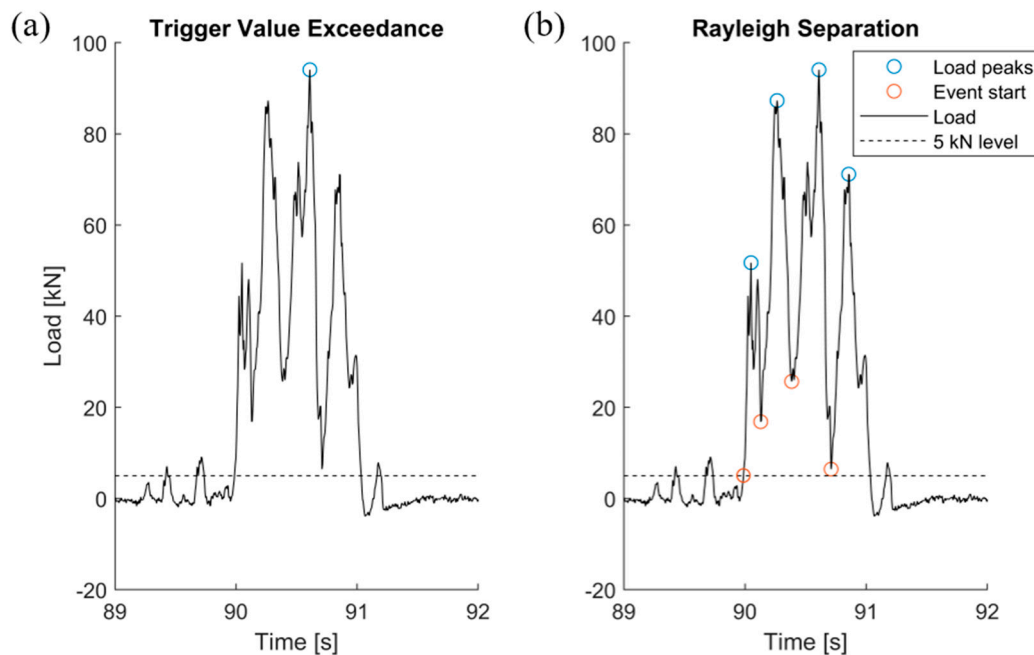 (a)
Trigger Value Exceedance
100
80
60
40
20
0
-20
Load [kN]
89
90
91
92
Time [s]
(b)
Rayleigh Separation
Load peaks
Event start
Load
5 kN level
100
80
60
40
20
0
-20
89
90
91
92
Time [s]